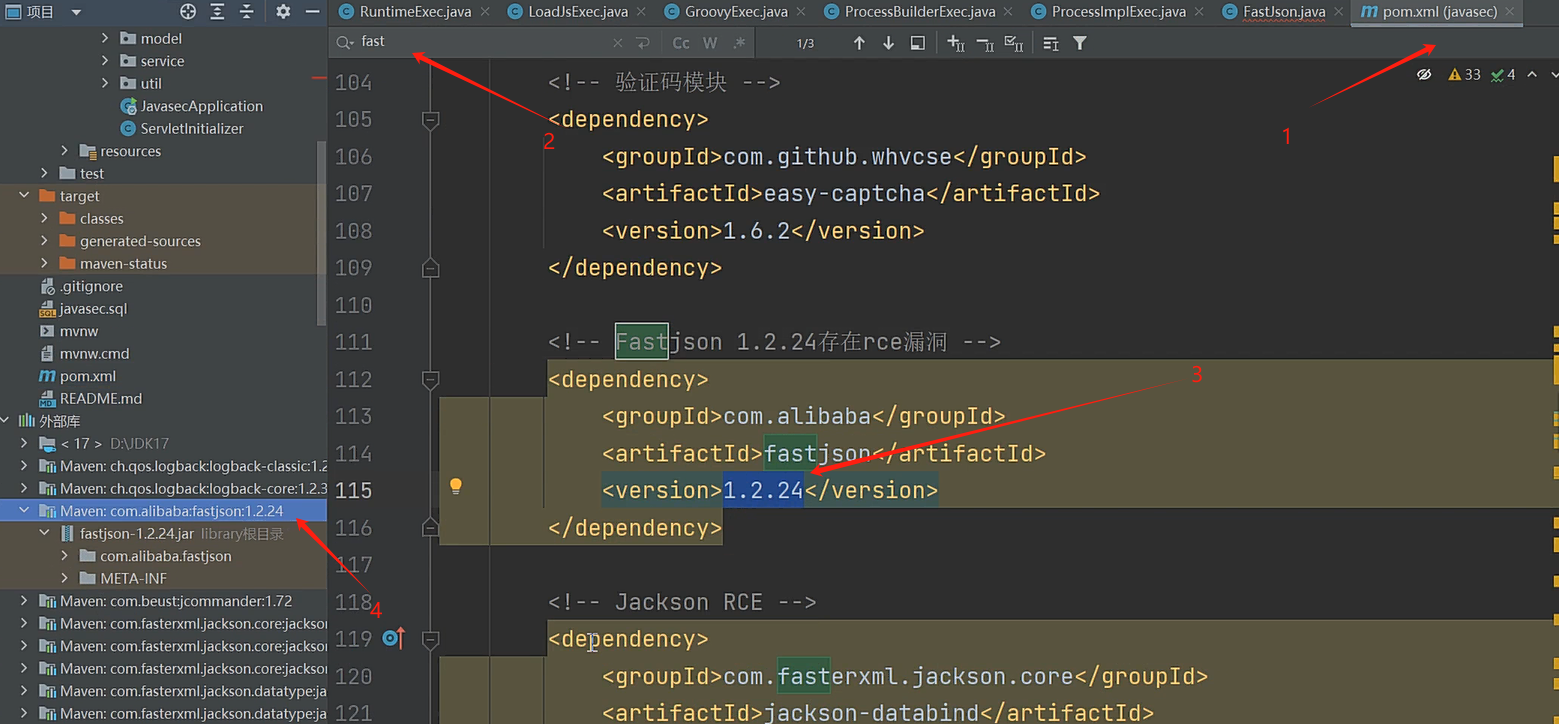 项目
RuntimeExec.java
LoadJsExec.java
GroovyExec.java
ProcessBuilderExec.java
ProcessImplExec.java
FastJson.java
pom.xml (javasec)
fast
Cc
W
.*
1/3
33
4
model
service
util
JavasecApplication
ServletInitializer
resources
test
target
classes
generated-sources
maven-status
.gitignore
javasec.sql
mvnw
mvnw.cmd
pom.xml
README.md
外部库
< 17 > D:\JDK17
Maven: ch.qos.logback:logback-classic:1.2
Maven: ch.qos.logback:logback-core:1.2.3
Maven: com.alibaba:fastjson:1.2.24
fastjson-1.2.24.jar library根目录
com.alibaba.fastjson
META-INF
Maven: com.beust:jcommander:1.72
Maven: com.fasterxml.jackson.core:jackso
Maven: com.fasterxml.jackson.core:jackso
Maven: com.fasterxml.jackson.core:jackso
Maven: com.fasterxml.jackson.datatype:ja
Maven: com.fasterxml.jackson.datatype:ja
104 <!-- 验证码模块 -->
105 <dependency>
106 <groupId>com.github.whvcse</groupId>
107 <artifactId>easy-captcha</artifactId>
108 <version>1.6.2</version>
109 </dependency>
110
111 <!-- Fastjson 1.2.24存在rce漏洞 -->
112 <dependency>
113 <groupId>com.alibaba</groupId>
114 <artifactId>fastjson</artifactId>
115 <version>1.2.24</version>
116 </dependency>
117
118 <!-- Jackson RCE -->
119 <dependency>
120 <groupId>com.fasterxml.jackson.core</groupId>
121 <artifactId>jackson-databind</artifactId>
1
2
3
4